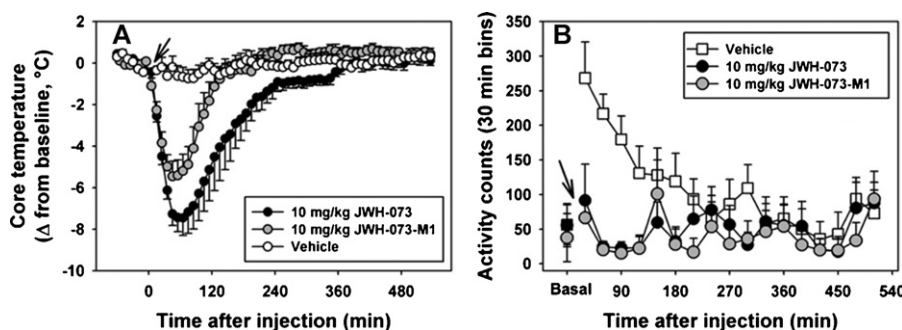 A
Core temperature
(Δ from baseline, °C)
2
0
-2
-4
-6
-8
-10
10 mg/kg JWH-073
10 mg/kg JWH-073-M1
Vehicle
0
120
240
360
480
Time after injection (min)
B
Activity counts (30 min bins)
350
300
250
200
150
100
50
0
Vehicle
10 mg/kg JWH-073
10 mg/kg JWH-073-M1
Basal
90
180
270
360
450
540
Time after injection (min)